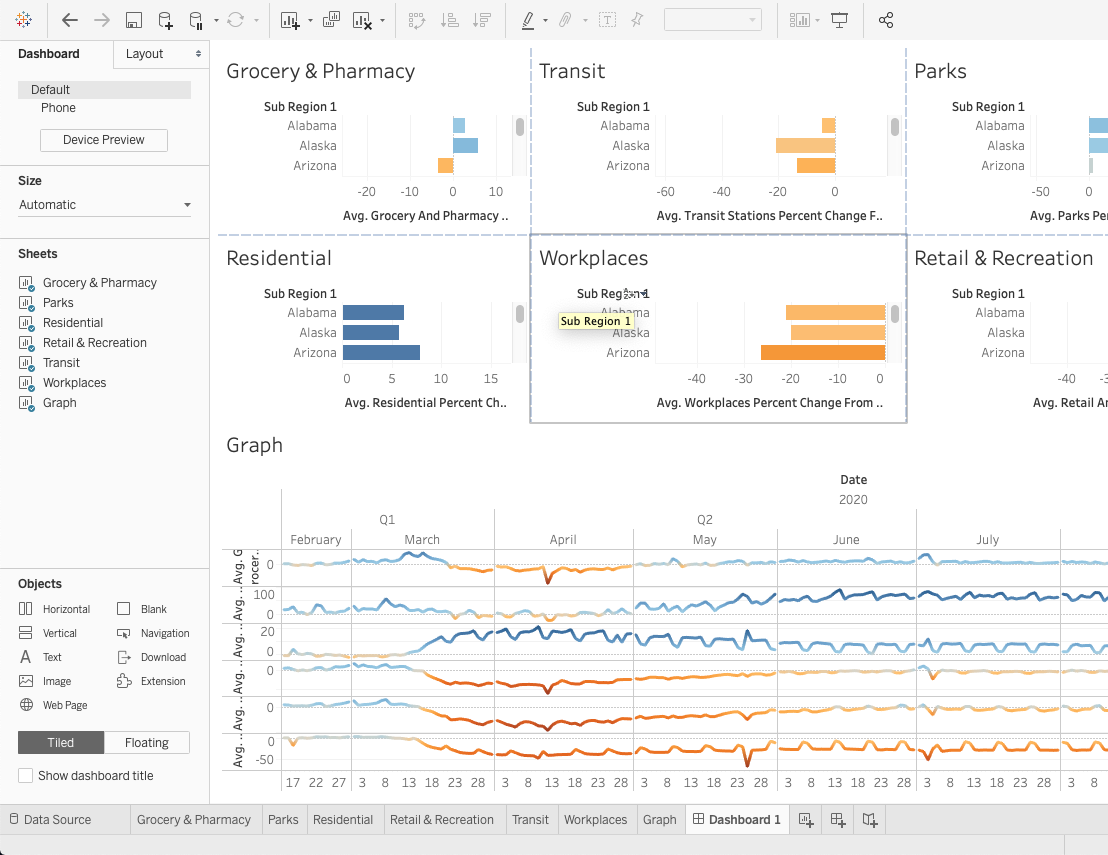 Dashboard Layout
Default
Phone
Device Preview
Size
Automatic
Sheets
Grocery & Pharmacy
Parks
Residential
Retail & Recreation
Transit
Workplaces
Graph
Objects
Horizontal Blank
Vertical Navigation
Text Download
Image Extension
Web Page
Tiled Floating
Show dashboard title
Grocery & Pharmacy
Sub Region 1
Alabama
Alaska
Arizona
-20 -10 0 10
Avg. Grocery And Pharmacy ..
Transit
Sub Region 1
Alabama
Alaska
Arizona
-60 -40 -20 0
Avg. Transit Stations Percent Change F..
Parks
Sub Region 1
Alabama
Alaska
Arizona
-50 0
Avg. Parks Per
Residential
Sub Region 1
Alabama
Alaska
Arizona
0 5 10 15
Avg. Residential Percent Ch..
Workplaces
Sub Region 1
Alabama
Sub Region 1
Alaska
Arizona
-40 -30 -20 -10 0
Avg. Workplaces Percent Change From ..
Retail & Recreation
Sub Region 1
Alabama
Alaska
Arizona
-40
Avg. Retail Ar
Graph
Date
2020
Q1 Q2
February March April May June July
Avg. G
rocer..
0
Avg. ..
100
0
Avg. ..
20
0
Avg. ..
0
Avg. ..
0
Avg. ..
0
-50
17 22 27 3 8 13 18 23 28 3 8 13 18 23 28 3 8 13 18 23 28 3 8 13 18 23 28 3 8 13 18 23 28 3 8
Data Source Grocery & Pharmacy Parks Residential Retail & Recreation Transit Workplaces Graph Dashboard 1